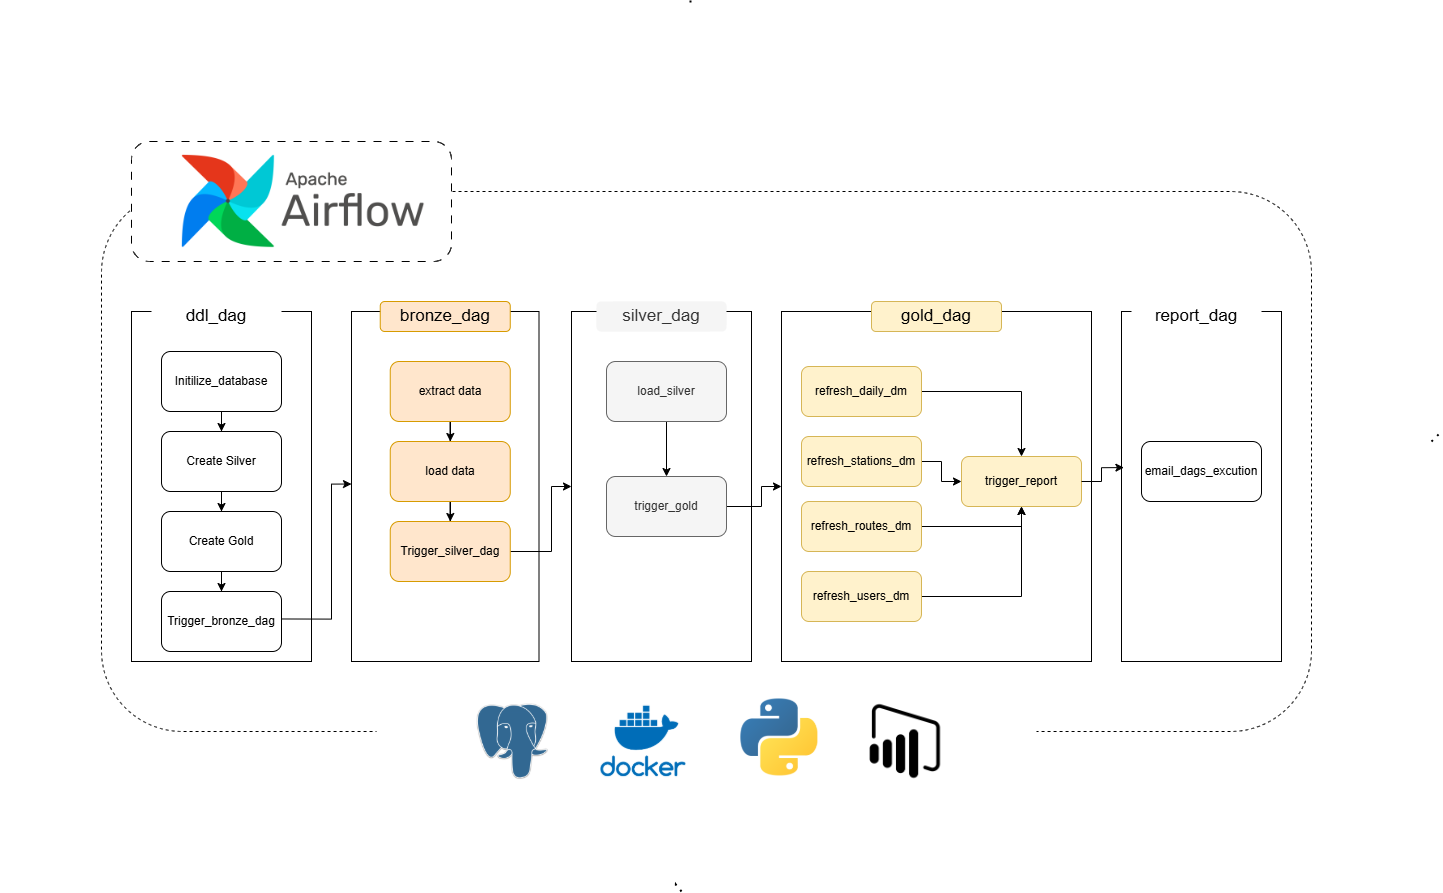 Apache
Airflow
ddl_dag
Initilize_database
Create Silver
Create Gold
Trigger_bronze_dag
bronze_dag
extract data
load data
Trigger_silver_dag
silver_dag
load_silver
trigger_gold
gold_dag
refresh_daily_dm
refresh_stations_dm
refresh_routes_dm
refresh_users_dm
trigger_report
report_dag
email_dags_excution
docker